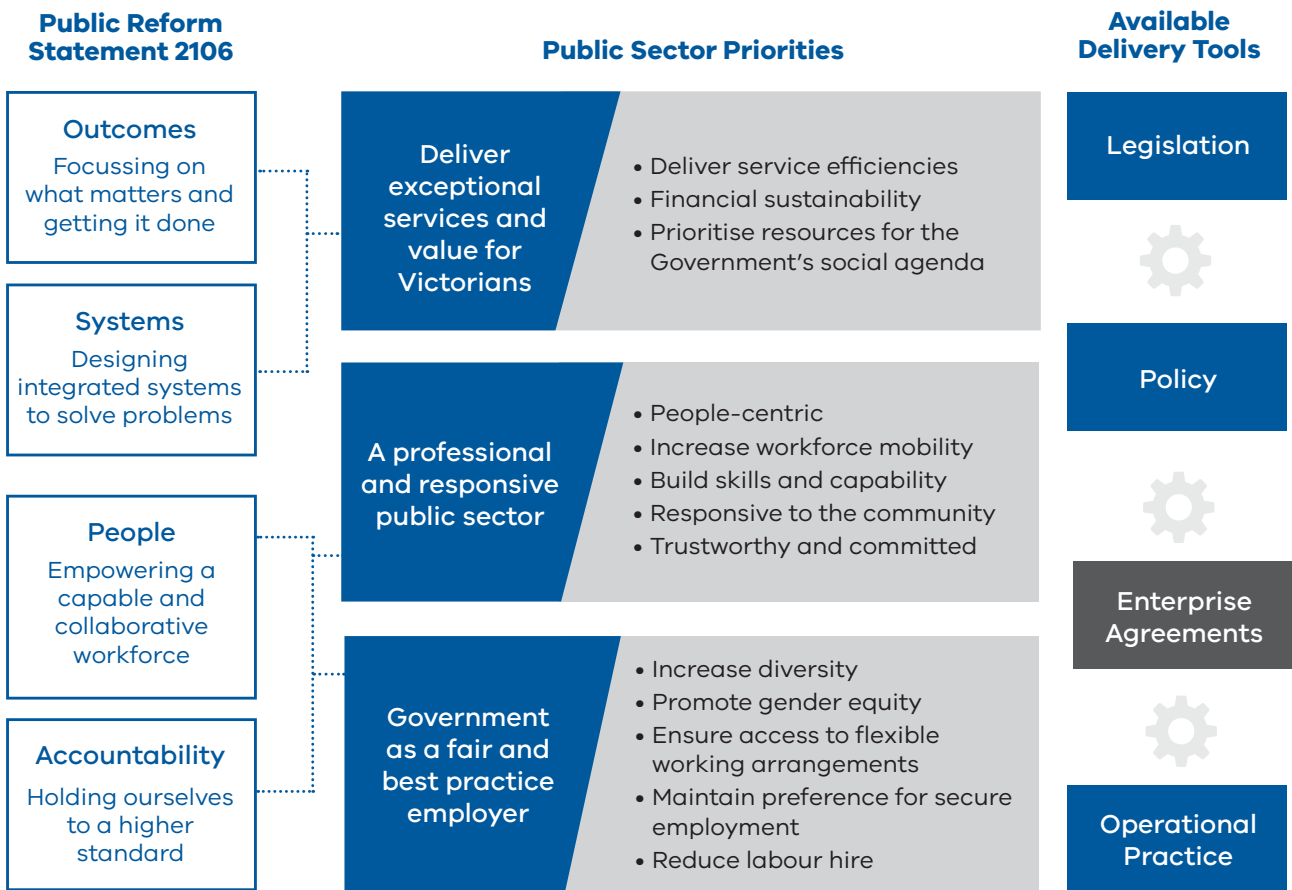 Public Reform
Statement 2106
Public Sector Priorities
Available
Delivery Tools
Outcomes
Focussing on
what matters and
getting it done
Systems
Designing
integrated systems
to solve problems
People
Empowering a
capable and
collaborative
workforce
Accountability
Holding ourselves
to a higher
standard
Deliver
exceptional
services and
value for
Victorians
• Deliver service efficiencies
• Financial sustainability
• Prioritise resources for the
Government's social agenda
A professional
and responsive
public sector
• People-centric
• Increase workforce mobility
• Build skills and capability
• Responsive to the community
• Trustworthy and committed
Government
as a fair and
best practice
employer
• Increase diversity
• Promote gender equity
• Ensure access to flexible
working arrangements
• Maintain preference for secure
employment
• Reduce labour hire
Legislation
Policy
Enterprise
Agreements
Operational
Practice